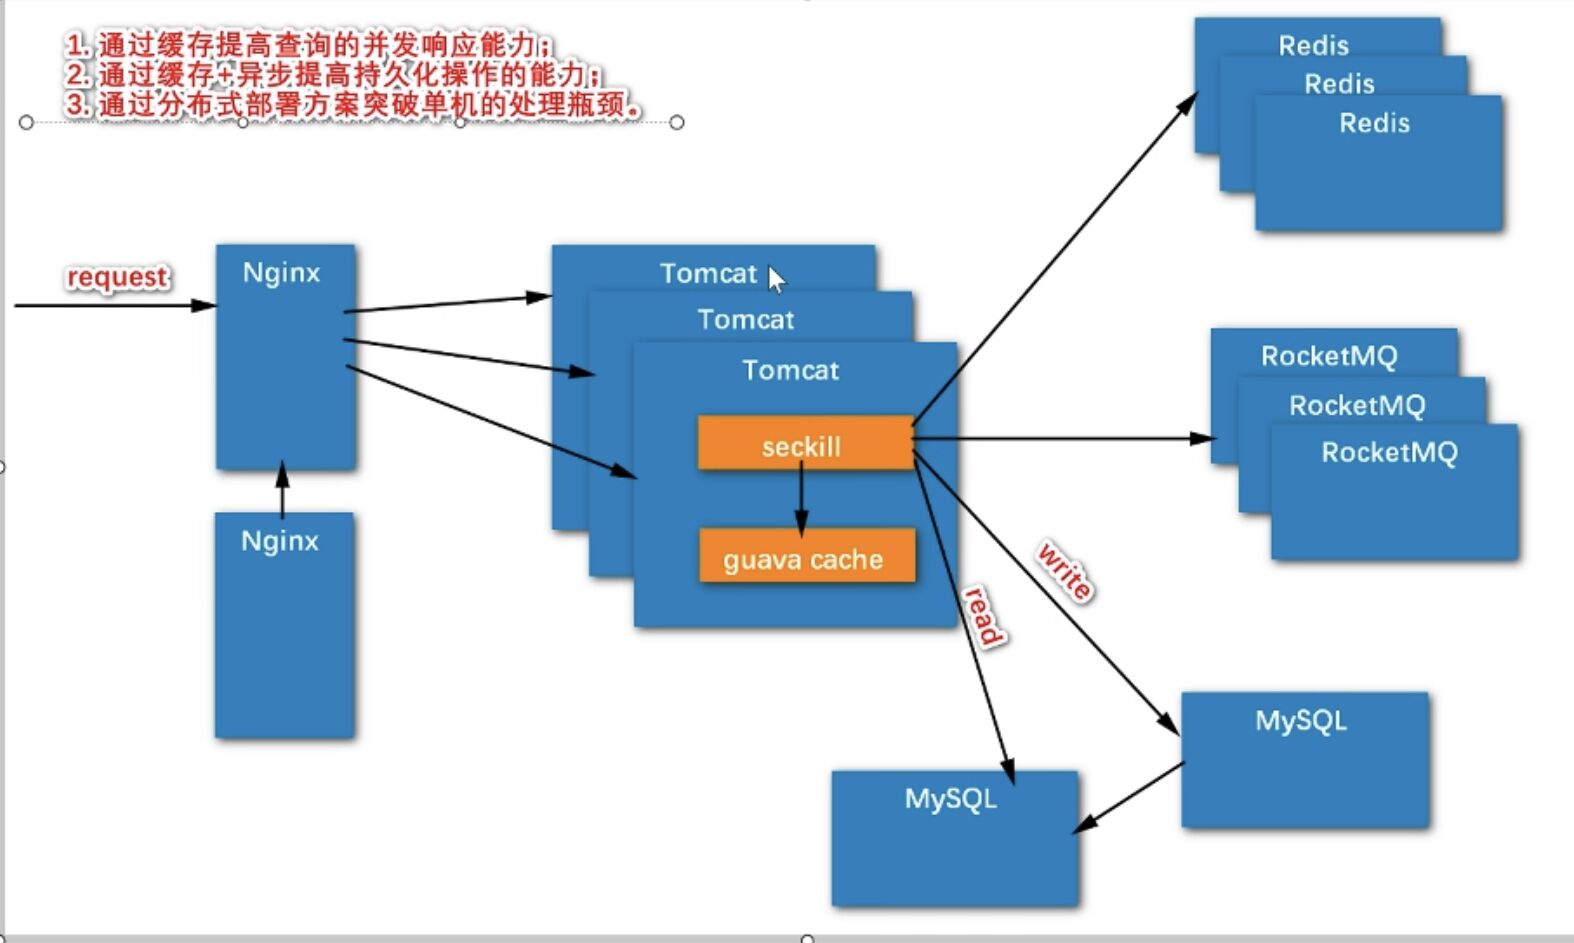 1. 通过缓存提高查询的并发响应能力；
2. 通过缓存+异步提高持久化操作的能力；
3. 通过分布式部署方案突破单机的处理瓶颈。
request
Nginx
Nginx
Tomcat
Tomcat
Tomcat
seckill
guava cache
Redis
Redis
Redis
RocketMQ
RocketMQ
RocketMQ
read
write
MySQL
MySQL